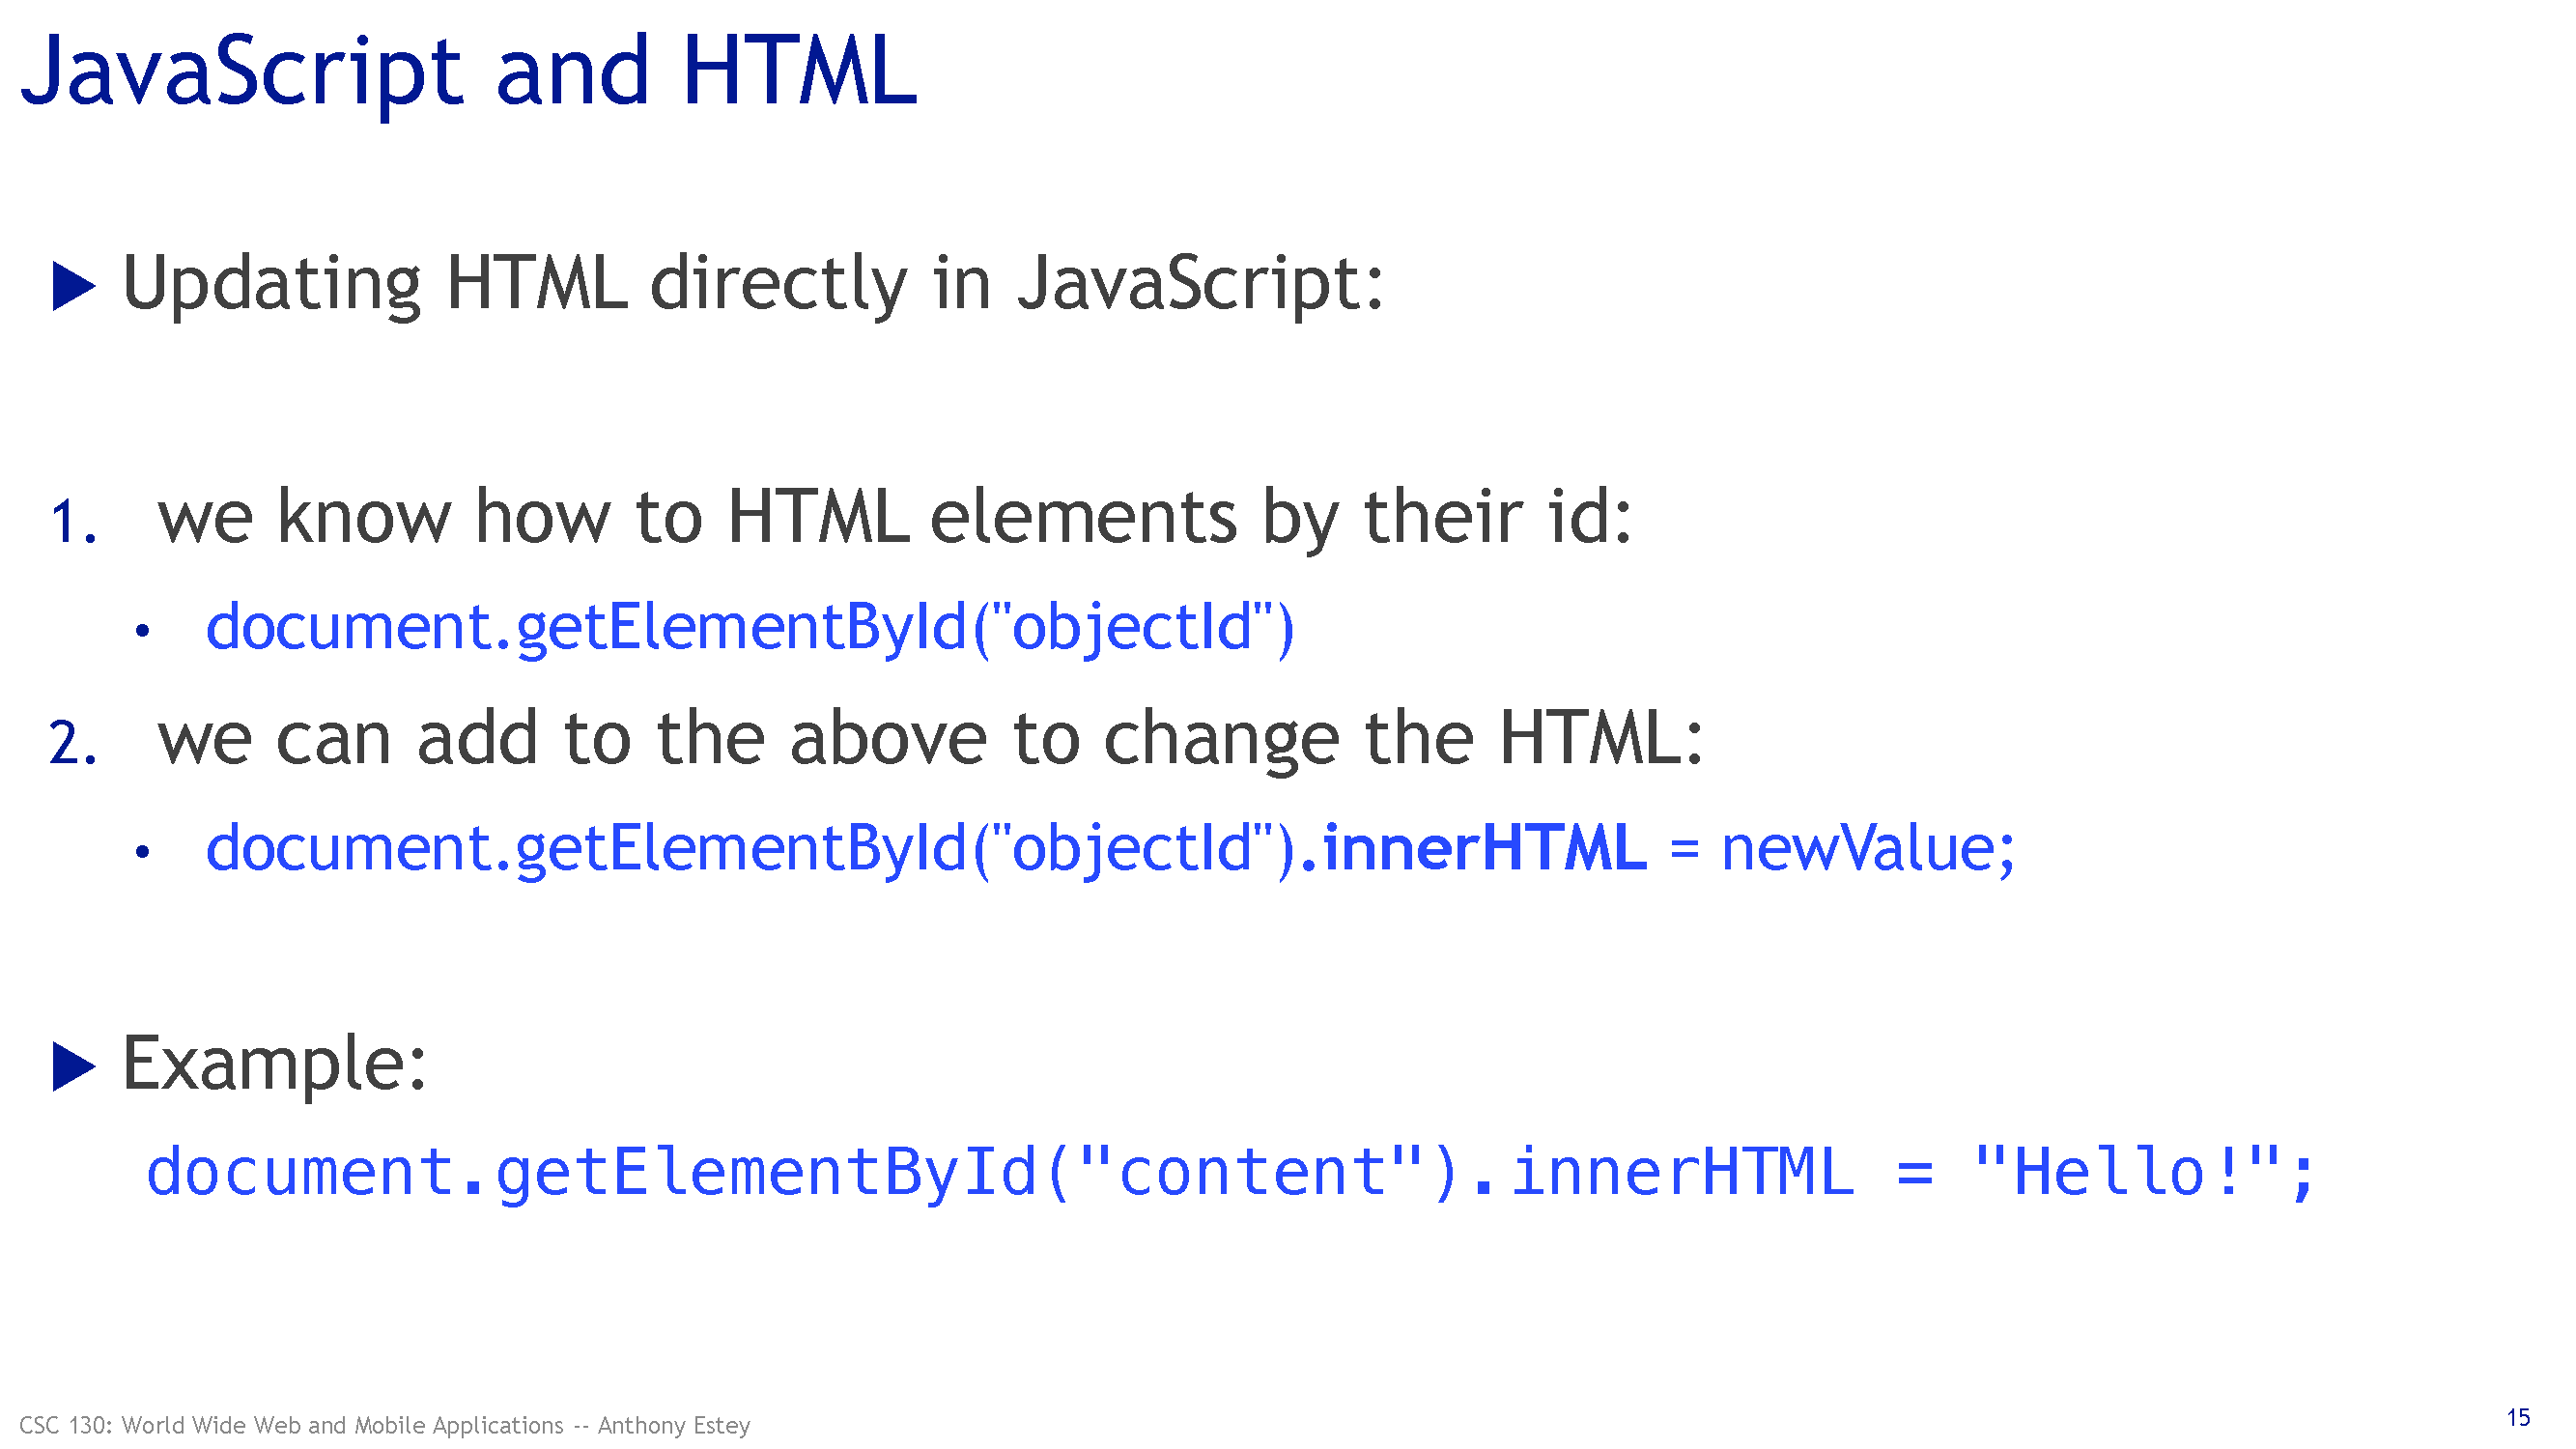 JavaScript and HTML
▶ Updating HTML directly in JavaScript:
1. we know how to HTML elements by their id:
• document.getElementById("objectId")
2. we can add to the above to change the HTML:
• document.getElementById("objectId").innerHTML = newValue;
▶ Example:
document.getElementById("content").innerHTML = "Hello!";
CSC 130: World Wide Web and Mobile Applications -- Anthony Estey
15